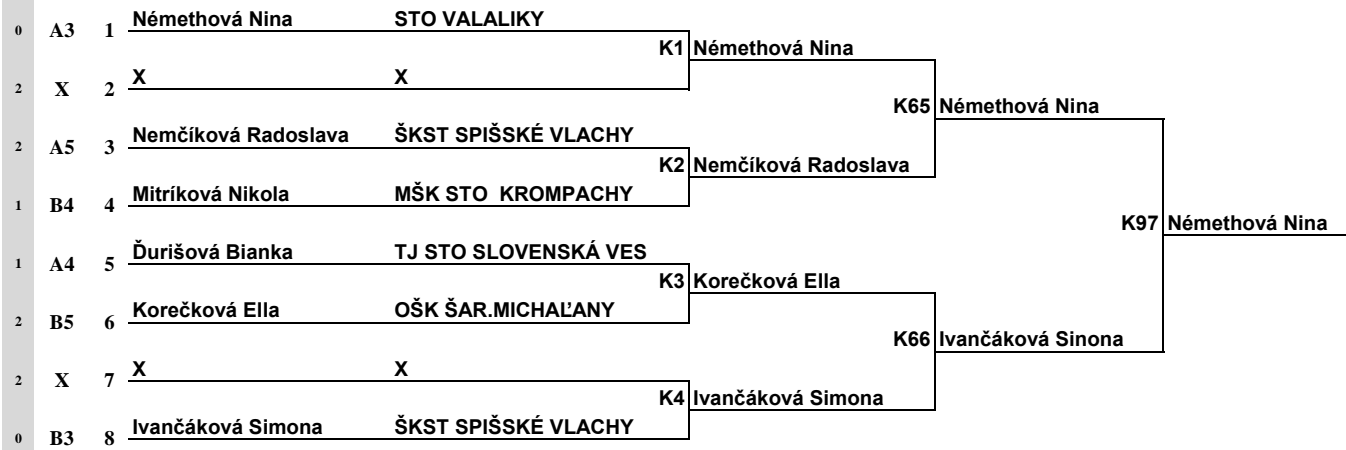 0 A3 1 Némethová Nina STO VALALIKY
K1 Némethová Nina
2 X 2 X X
K65 Némethová Nina
2 A5 3 Nemčíková Radoslava ŠKST SPIŠSKÉ VLACHY
K2 Nemčíková Radoslava
1 B4 4 Mitríková Nikola MŠK STO KROMPACHY
K97 Némethová Nina
1 A4 5 Ďurišová Bianka TJ STO SLOVENSKÁ VES
K3 Korečková Ella
2 B5 6 Korečková Ella OŠK ŠAR.MICHAĽANY
K66 Ivančáková Sinona
2 X 7 X X
K4 Ivančáková Simona
0 B3 8 Ivančáková Simona ŠKST SPIŠSKÉ VLACHY